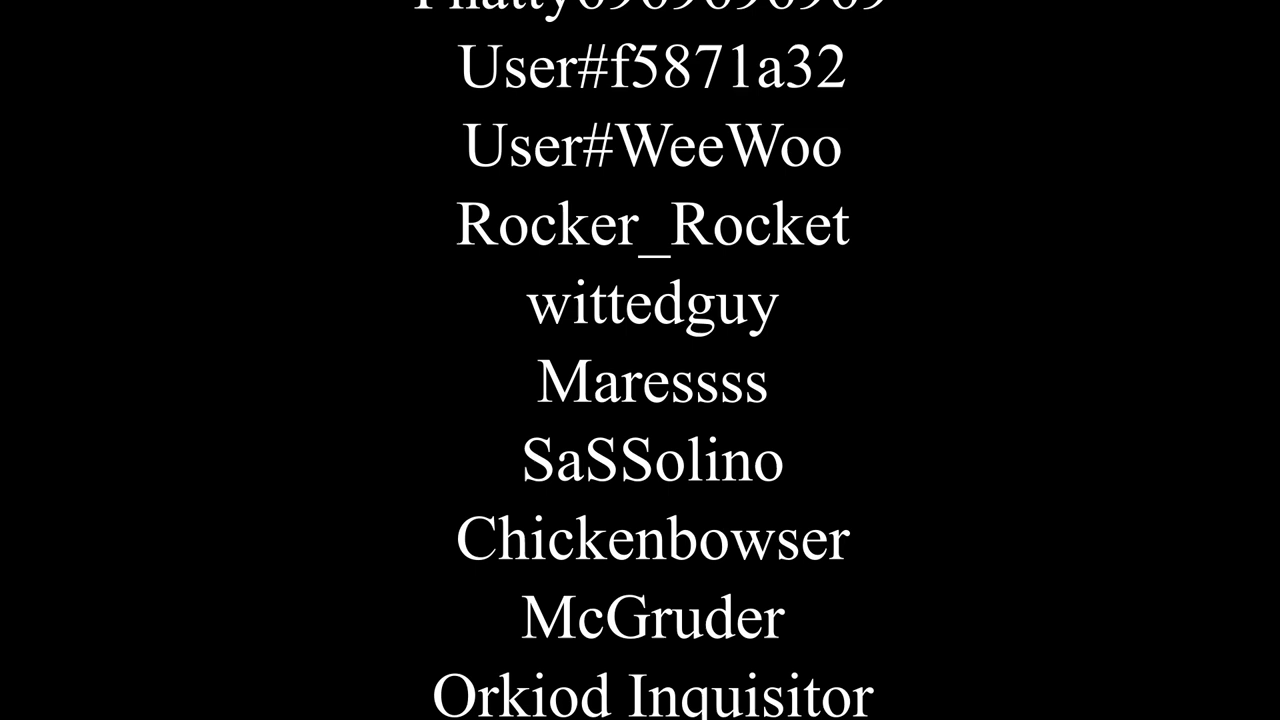 User#f5871a32
User#WeeWoo
Rocker_Rocket
wittedguy
Maressss
SaSSolino
Chickenbowser
McGruder
Orkiod Inquisitor